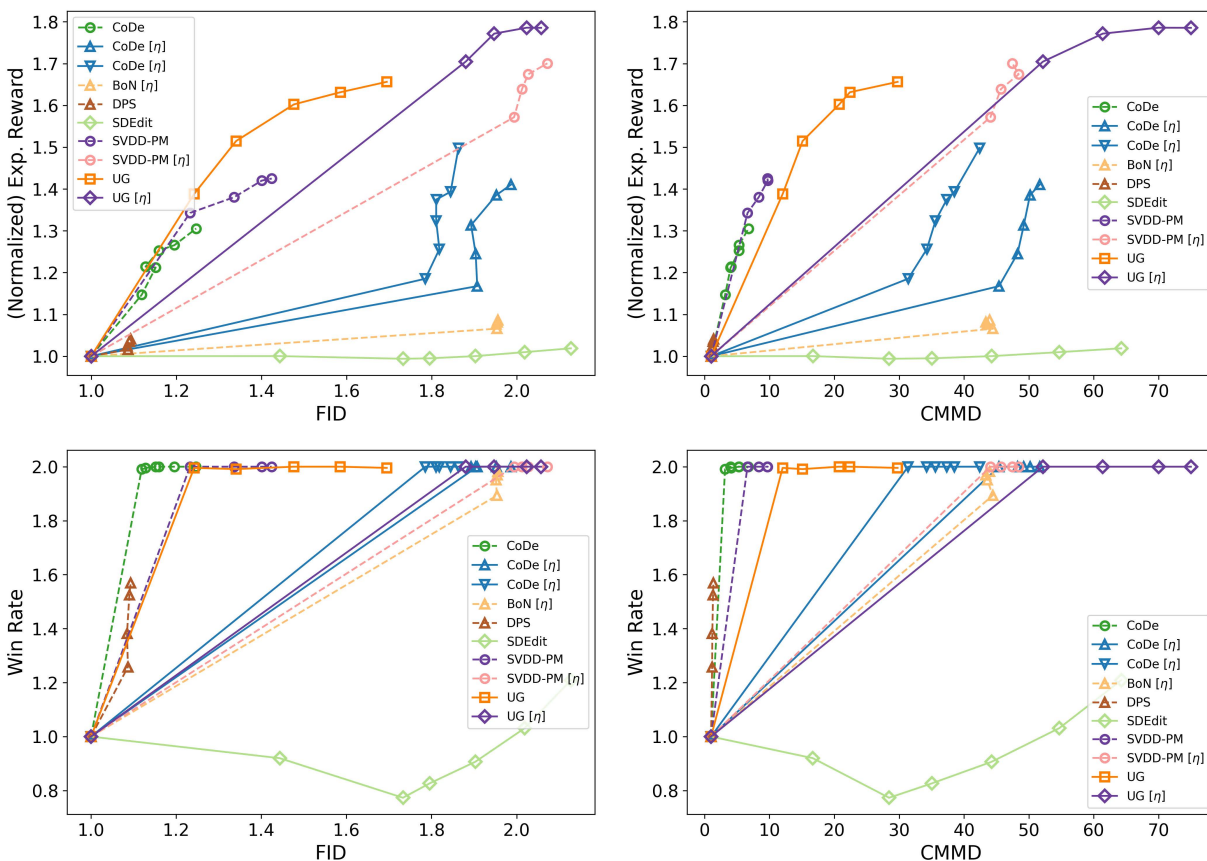 (Normalized) Exp. Reward
1.8
1.7
1.6
1.5
1.4
1.3
1.2
1.1
1.0
CoDe
CoDe [η]
CoDe [η]
BoN [η]
DPS
SDEdit
SVDD-PM
SVDD-PM [η]
UG
UG [η]
1.0 1.2 1.4 1.6 1.8 2.0
FID
(Normalized) Exp. Reward
1.8
1.7
1.6
1.5
1.4
1.3
1.2
1.1
1.0
CoDe
CoDe [η]
CoDe [η]
BoN [η]
DPS
SDEdit
SVDD-PM
SVDD-PM [η]
UG
UG [η]
0 10 20 30 40 50 60 70
CMMD
Win Rate
2.0
1.8
1.6
1.4
1.2
1.0
0.8
CoDe
CoDe [η]
CoDe [η]
BoN [η]
DPS
SDEdit
SVDD-PM
SVDD-PM [η]
UG
UG [η]
1.0 1.2 1.4 1.6 1.8 2.0
FID
Win Rate
2.0
1.8
1.6
1.4
1.2
1.0
0.8
CoDe
CoDe [η]
CoDe [η]
BoN [η]
DPS
SDEdit
SVDD-PM
SVDD-PM [η]
UG
UG [η]
0 10 20 30 40 50 60 70
CMMD